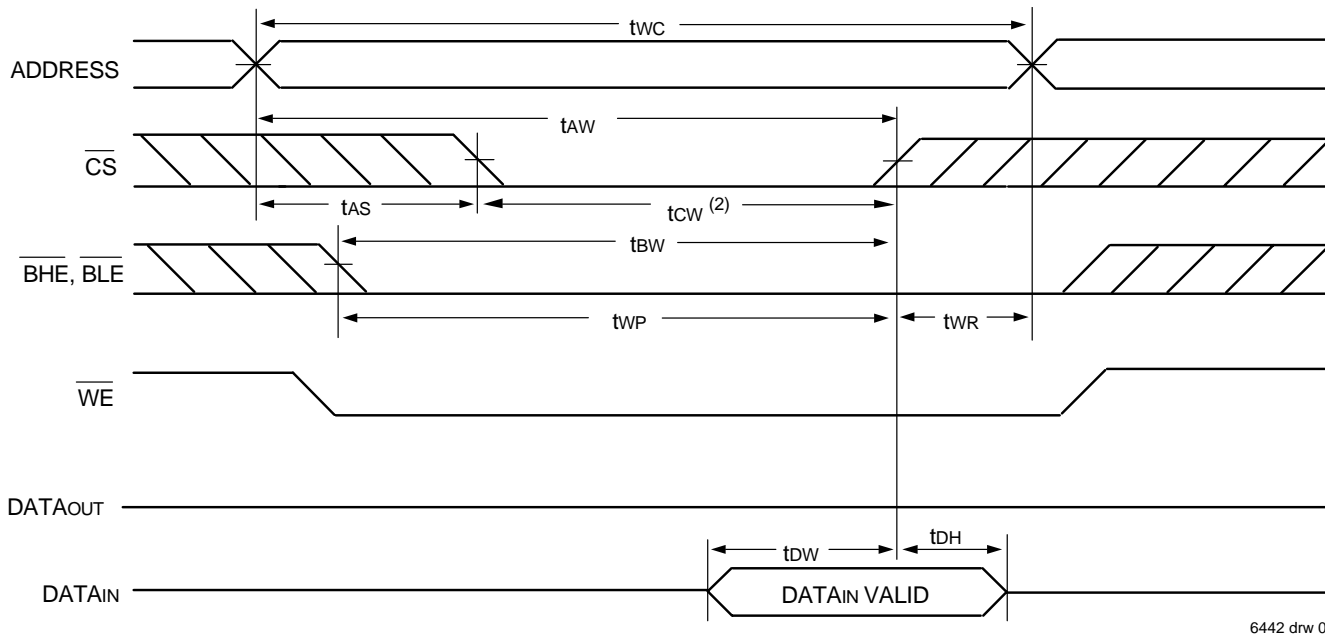 tWC
ADDRESS
tAW
CS
tAS
tCW (2)
tBW
BHE, BLE
tWP
tWR
WE
DATAOUT
tDW
tDH
DATAIN
DATAIN VALID
6442 drw 0